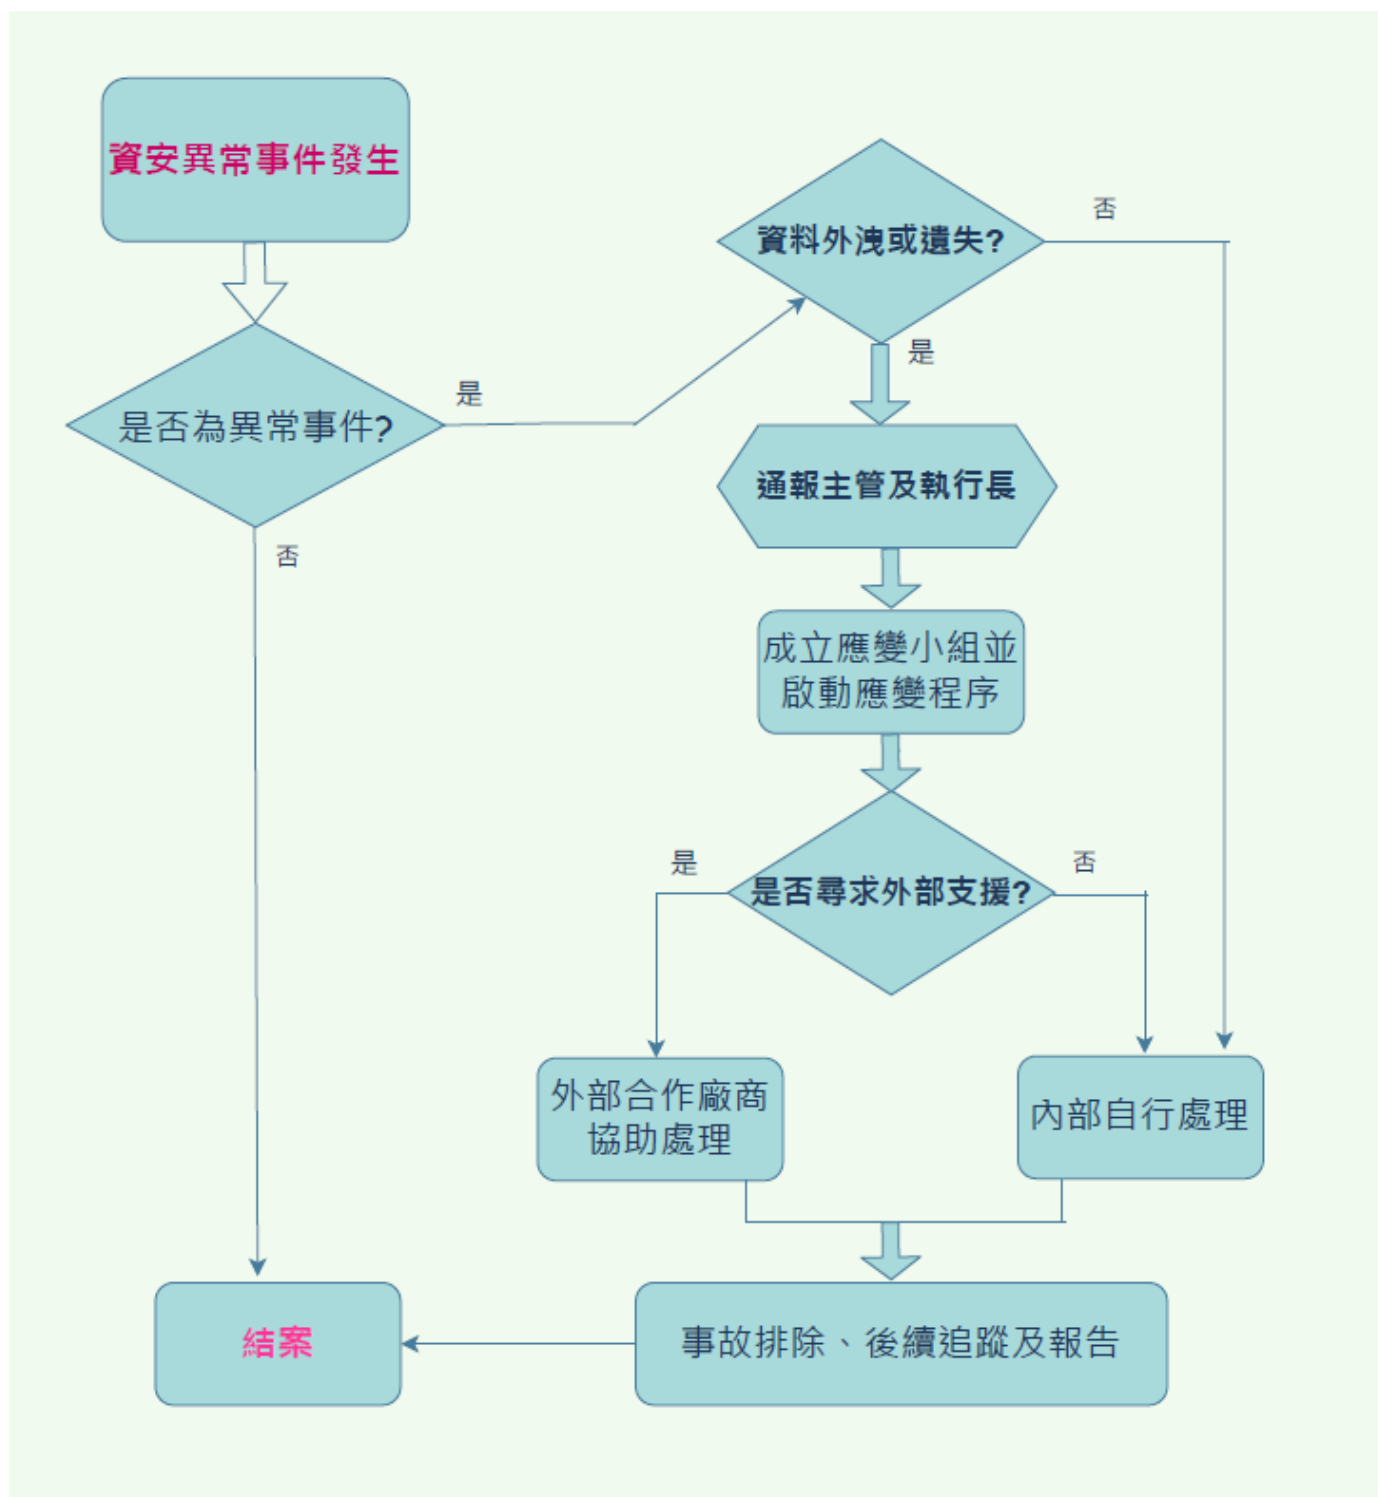 資安異常事件發生
是否為異常事件?
是
否
資料外洩或遺失?
否
是
通報主管及執行長
成立應變小組並
啟動應變程序
是否尋求外部支援?
是
否
外部合作廠商
協助處理
內部自行處理
事故排除、後續追蹤及報告
結案